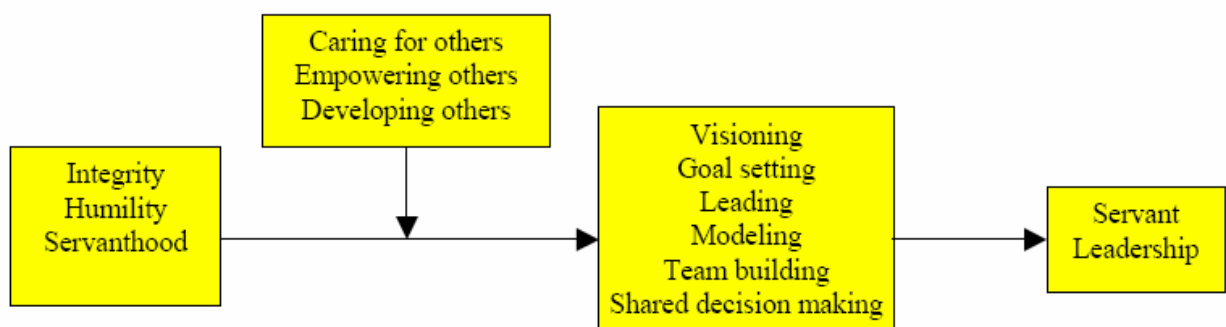 Caring for others
Empowering others
Developing others
Integrity
Humility
Servanthood
Visioning
Goal setting
Leading
Modeling
Team building
Shared decision making
Servant
Leadership